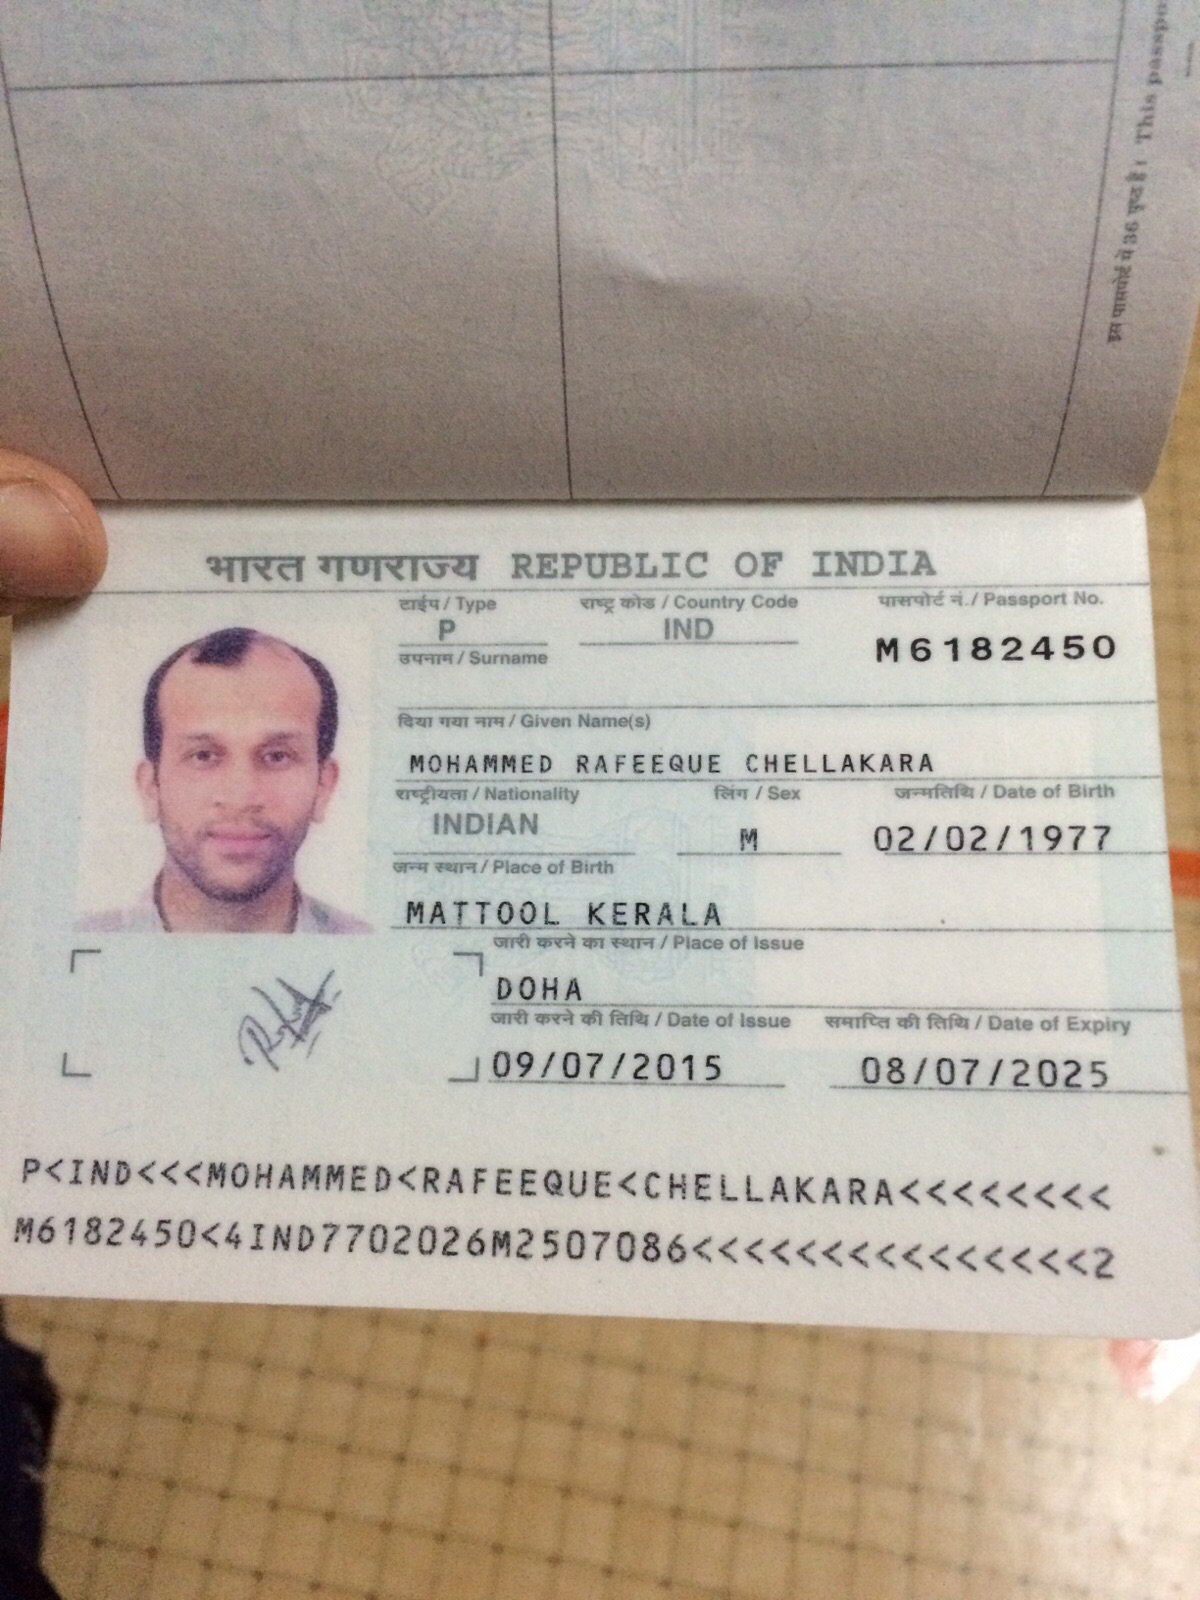 इस पासपोर्ट में 36 पृष्ठ है। This
भारत गणराज्य REPUBLIC OF INDIA
टाईप / Type राष्ट्र कोड / Country Code पासपोर्ट नं. / Passport No.
P IND M6182450
उपनाम / Surname
दिया गया नाम / Given Name(s)
MOHAMMED RAFEEQUE CHELLAKARA
राष्ट्रीयता / Nationality लिंग / Sex जन्मतिथि / Date of Birth
INDIAN M 02/02/1977
जन्म स्थान / Place of Birth
MATTOOL KERALA
जारी करने का स्थान / Place of Issue
DOHA
जारी करने की तिथि / Date of Issue समाप्ति की तिथि / Date of Expiry
09/07/2015 08/07/2025
P<IND<<<MOHAMMED<RAFEEQUE<CHELLAKARA<<<<<<<<
M6182450<4IND7702026M2507086<<<<<<<<<<<<<<<2